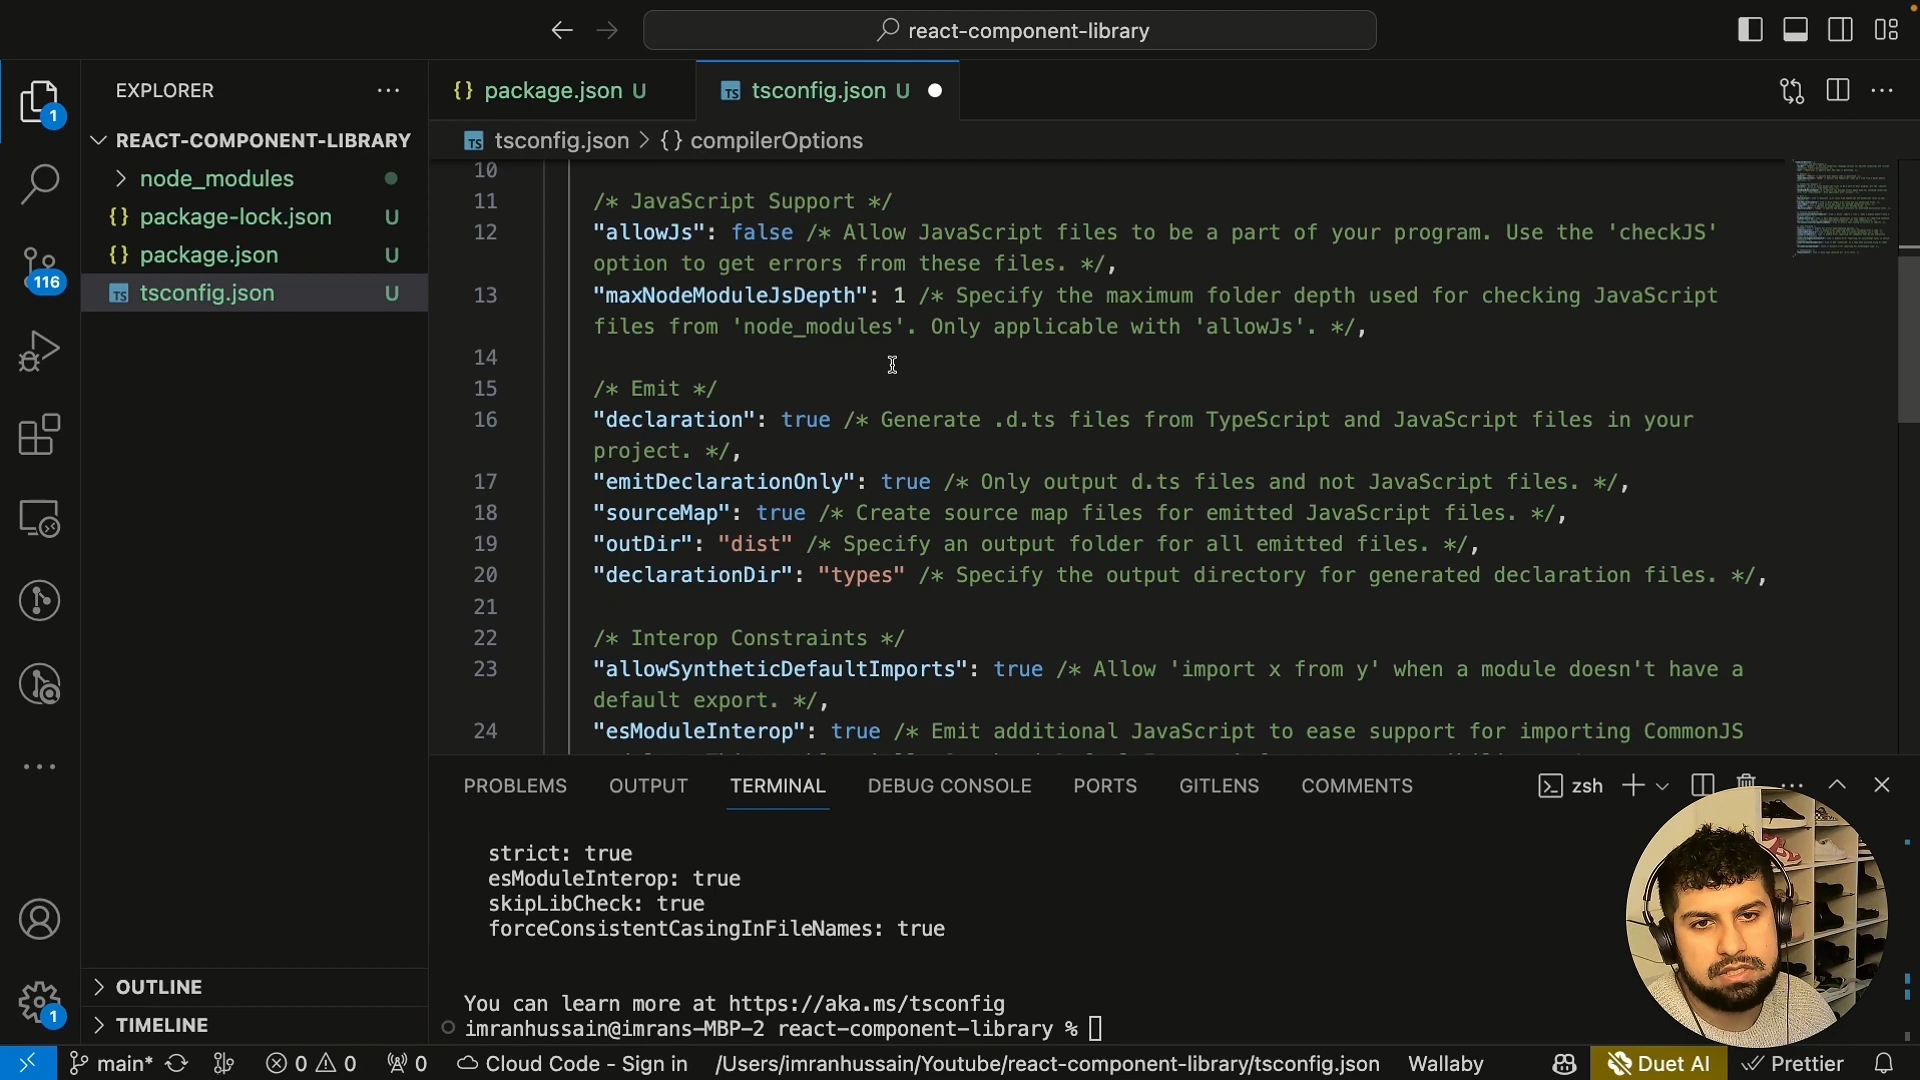 react-component-library
EXPLORER
REACT-COMPONENT-LIBRARY
node_modules
{} package-lock.json U
{} package.json U
TS tsconfig.json U
OUTLINE
TIMELINE
1
116
1
{} package.json U
TS tsconfig.json U
TS tsconfig.json > {} compilerOptions
10
11 /* JavaScript Support */
12 "allowJs": false /* Allow JavaScript files to be a part of your program. Use the 'checkJS'
option to get errors from these files. */,
13 "maxNodeModuleJsDepth": 1 /* Specify the maximum folder depth used for checking JavaScript
files from 'node_modules'. Only applicable with 'allowJs'. */,
14
15 /* Emit */
16 "declaration": true /* Generate .d.ts files from TypeScript and JavaScript files in your
project. */,
17 "emitDeclarationOnly": true /* Only output d.ts files and not JavaScript files. */,
18 "sourceMap": true /* Create source map files for emitted JavaScript files. */,
19 "outDir": "dist" /* Specify an output folder for all emitted files. */,
20 "declarationDir": "types" /* Specify the output directory for generated declaration files. */,
21
22 /* Interop Constraints */
23 "allowSyntheticDefaultImports": true /* Allow 'import x from y' when a module doesn't have a
default export. */,
24 "esModuleInterop": true /* Emit additional JavaScript to ease support for importing CommonJS
PROBLEMS OUTPUT TERMINAL DEBUG CONSOLE PORTS GITLENS COMMENTS zsh
strict: true
esModuleInterop: true
skipLibCheck: true
forceConsistentCasingInFileNames: true
You can learn more at https://aka.ms/tsconfig
imranhussain@imrans-MBP-2 react-component-library %
main* 0 0 0 Cloud Code - Sign in /Users/imranhussain/Youtube/react-component-library/tsconfig.json Wallaby Duet AI Prettier